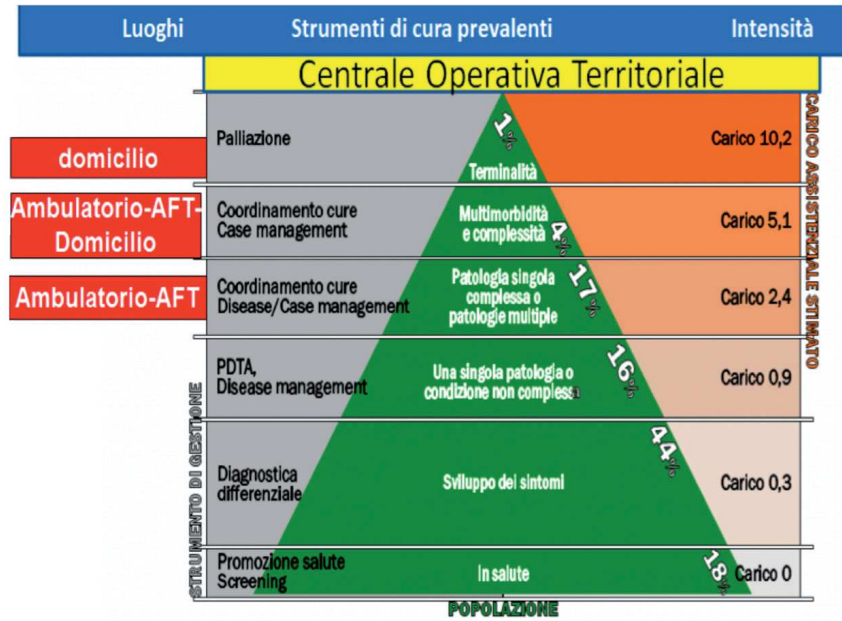 Luoghi
Strumenti di cura prevalenti
Intensità
Centrale Operativa Territoriale
domicilio
Palliazione
1%
Terminalità
Carico 10,2
Ambulatorio-AFT-
Domicilio
Coordinamento cure
Case management
Multimorbidità
e complessità
4%
Carico 5,1
Ambulatorio-AFT
Coordinamento cure
Disease/Case management
Patologia singola
complessa o
patologie multiple
17%
Carico 2,4
PDTA,
Disease management
Una singola patologia o
condizione non complessa
16%
Carico 0,9
Diagnostica
differenziale
Sviluppo dei sintomi
44%
Carico 0,3
Promozione salute
Screening
In salute
18%
Carico 0
STRUMENTO DI GESTIONE
CARICO ASSISTENZIALE STIMATO
POPOLAZIONE